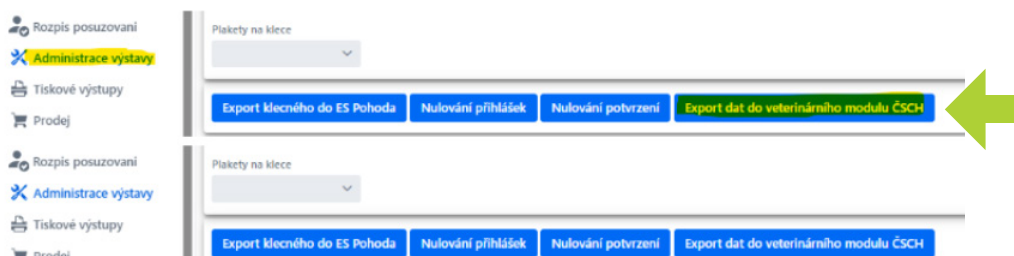 Rozpis posuzovani
Administrace výstavy
Tiskové výstupy
Prodej
Plakety na klece
Export klecného do ES Pohoda Nulování přihlášek Nulování potvrzení Export dat do veterinárního modulu ČSCH
Rozpis posuzovani
Administrace výstavy
Tiskové výstupy
Prodej
Plakety na klece
Export klecného do ES Pohoda Nulování přihlášek Nulování potvrzení Export dat do veterinárního modulu ČSCH